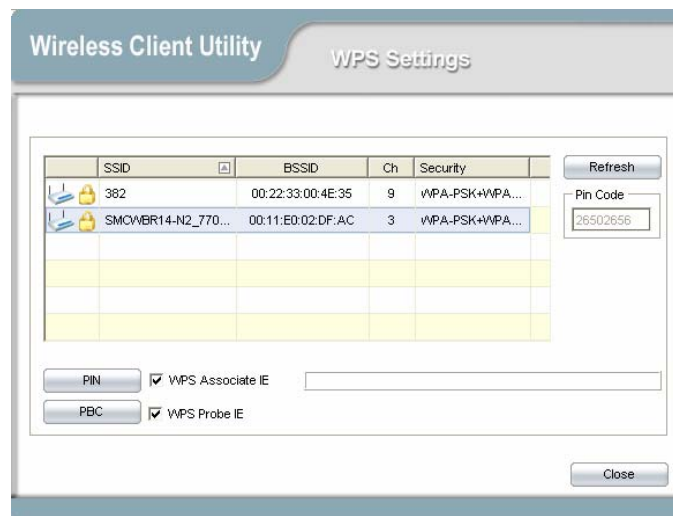 Wireless Client Utility
WPS Settings
SSID BSSID Ch Security
Refresh
382 00:22:33:00:4E:35 9 WPA-PSK+WPA...
Pin Code
SMCWBR14-N2_770... 00:11:E0:02:DF:AC 3 WPA-PSK+WPA...
26502656
PIN WPS Associate IE
PBC WPS Probe IE
Close